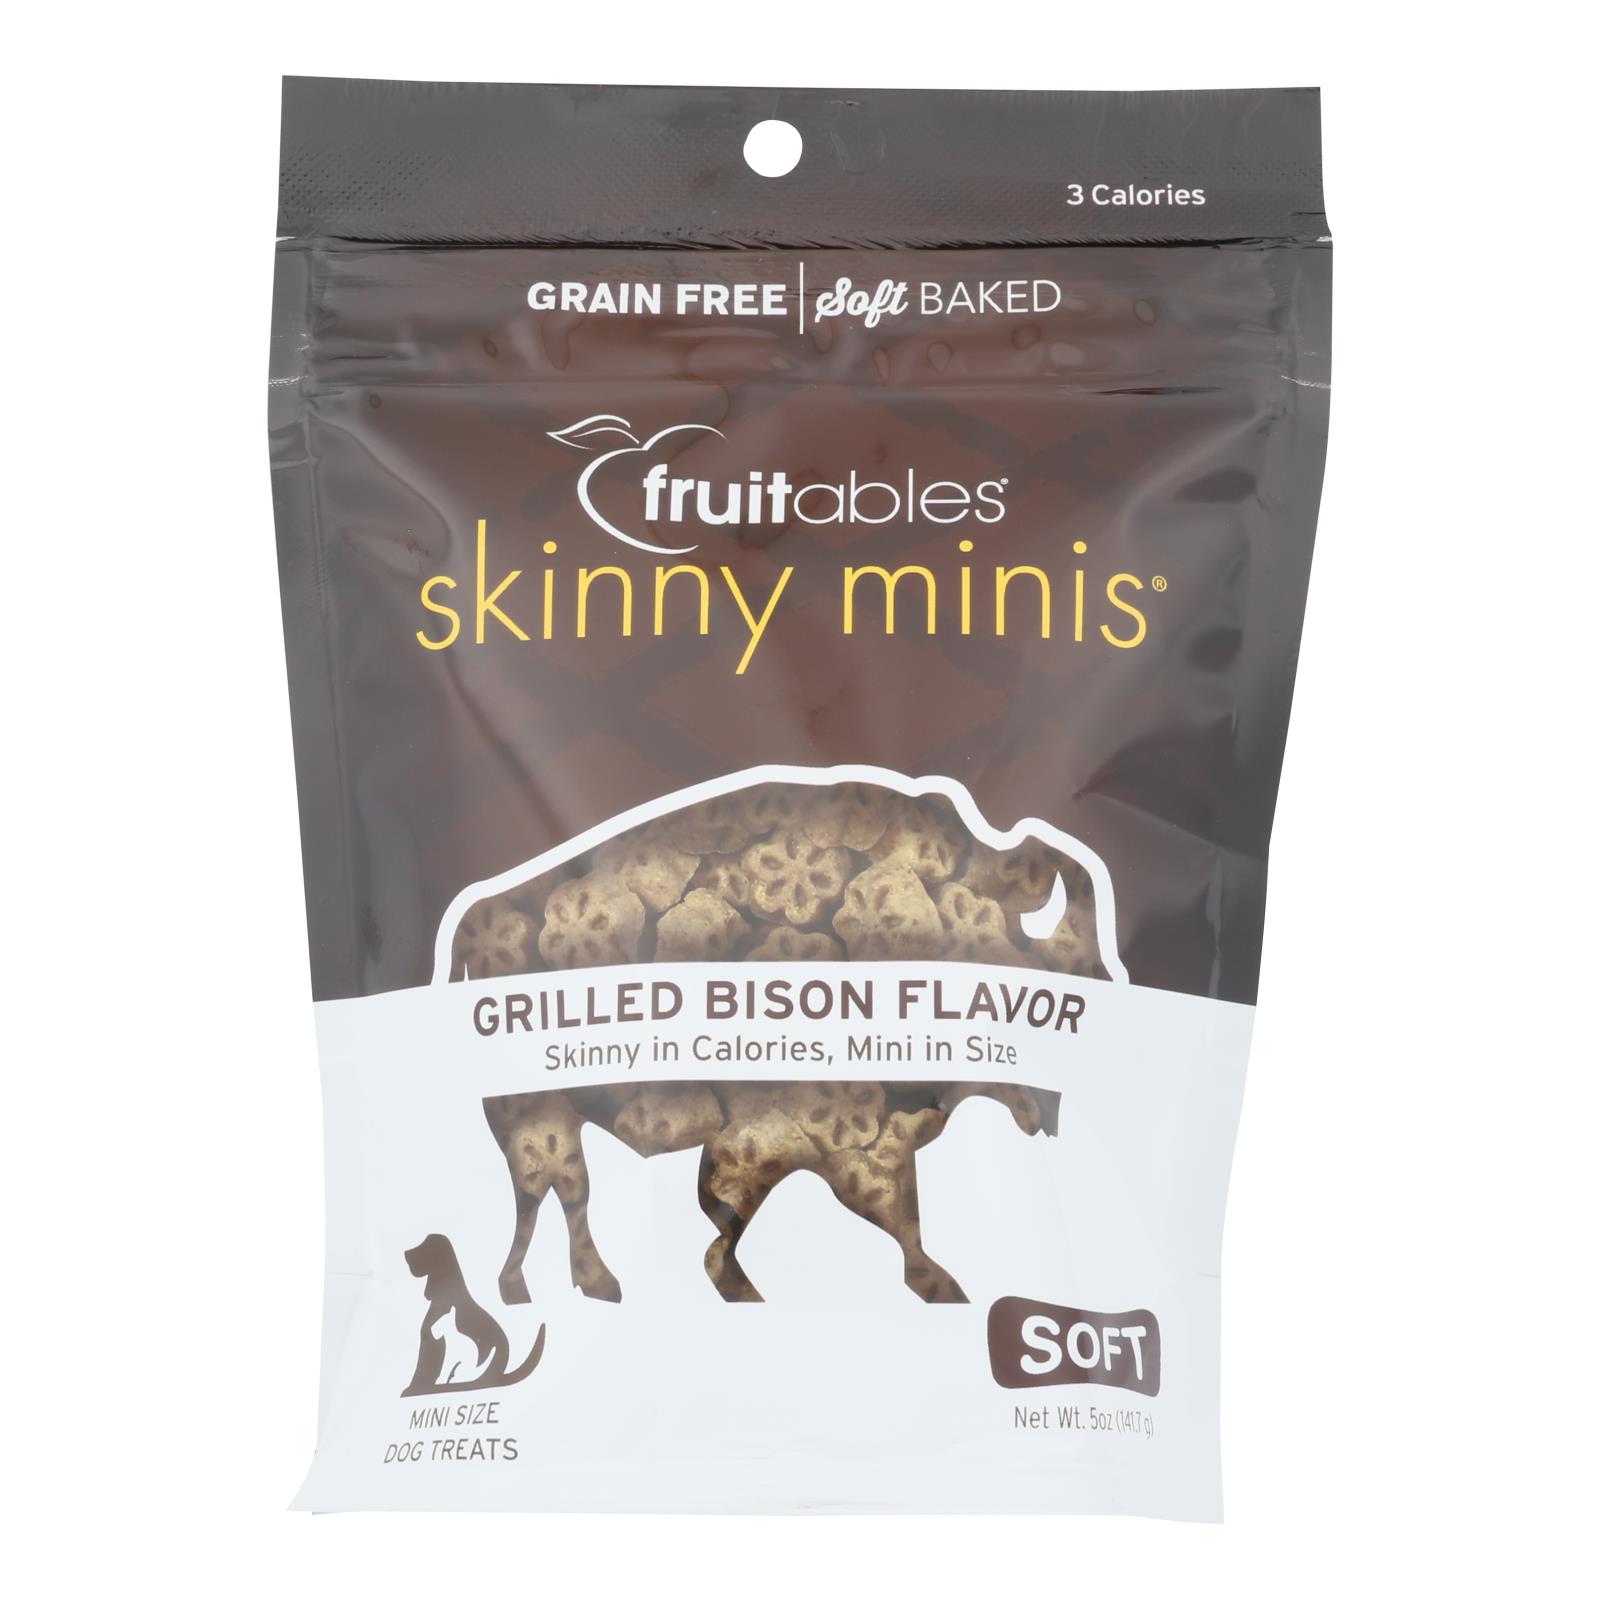 3 Calories
GRAIN FREE | Soft BAKED
fruitables®
skinny minis®
GRILLED BISON FLAVOR
Skinny in Calories, Mini in Size
SOFT
Net Wt. 5oz (141.7 g)
MINI SIZE
DOG TREATS